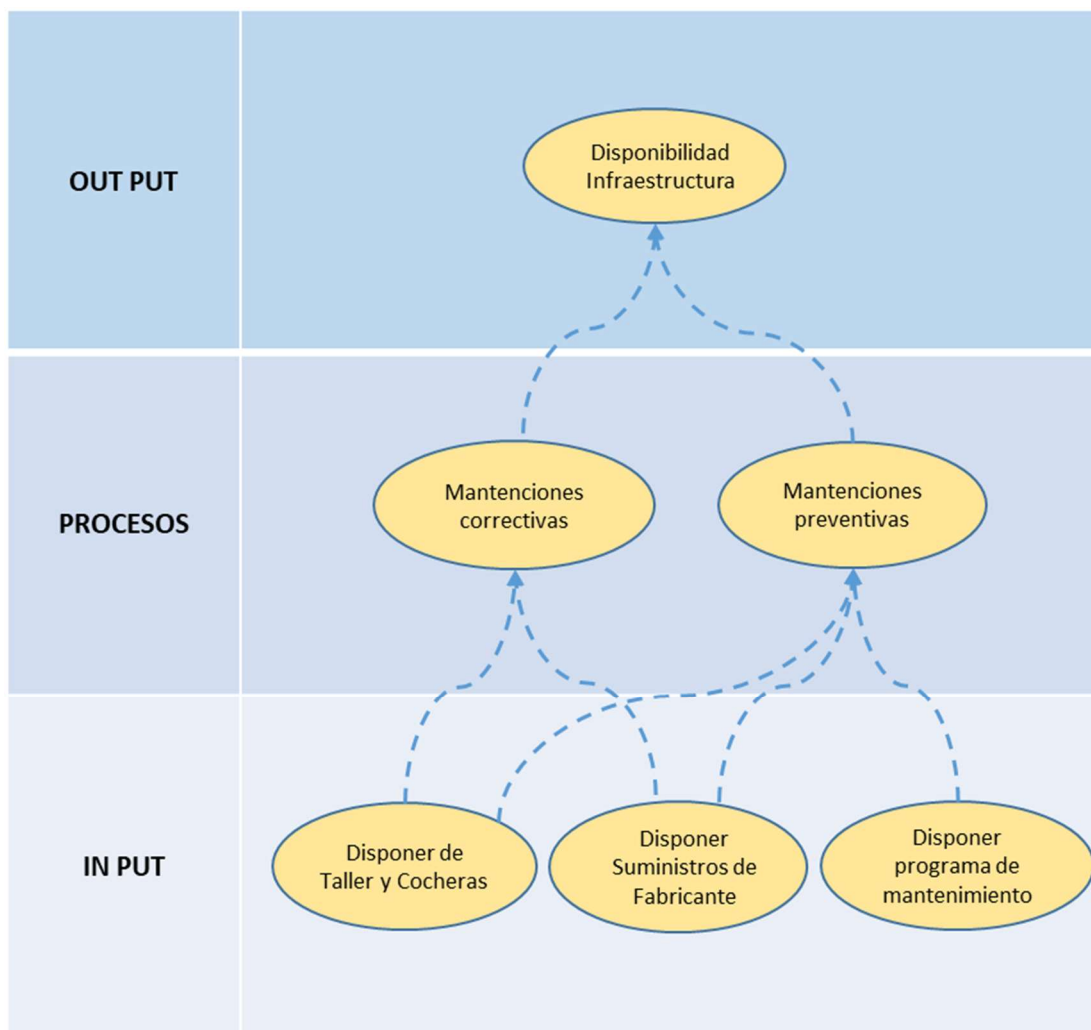 OUT PUT
Disponibilidad
Infraestructura
PROCESOS
Mantenciones
correctivas
Mantenciones
preventivas
IN PUT
Disponer de
Taller y Cocheras
Disponer
Suministros de
Fabricante
Disponer
programa de
mantenimiento